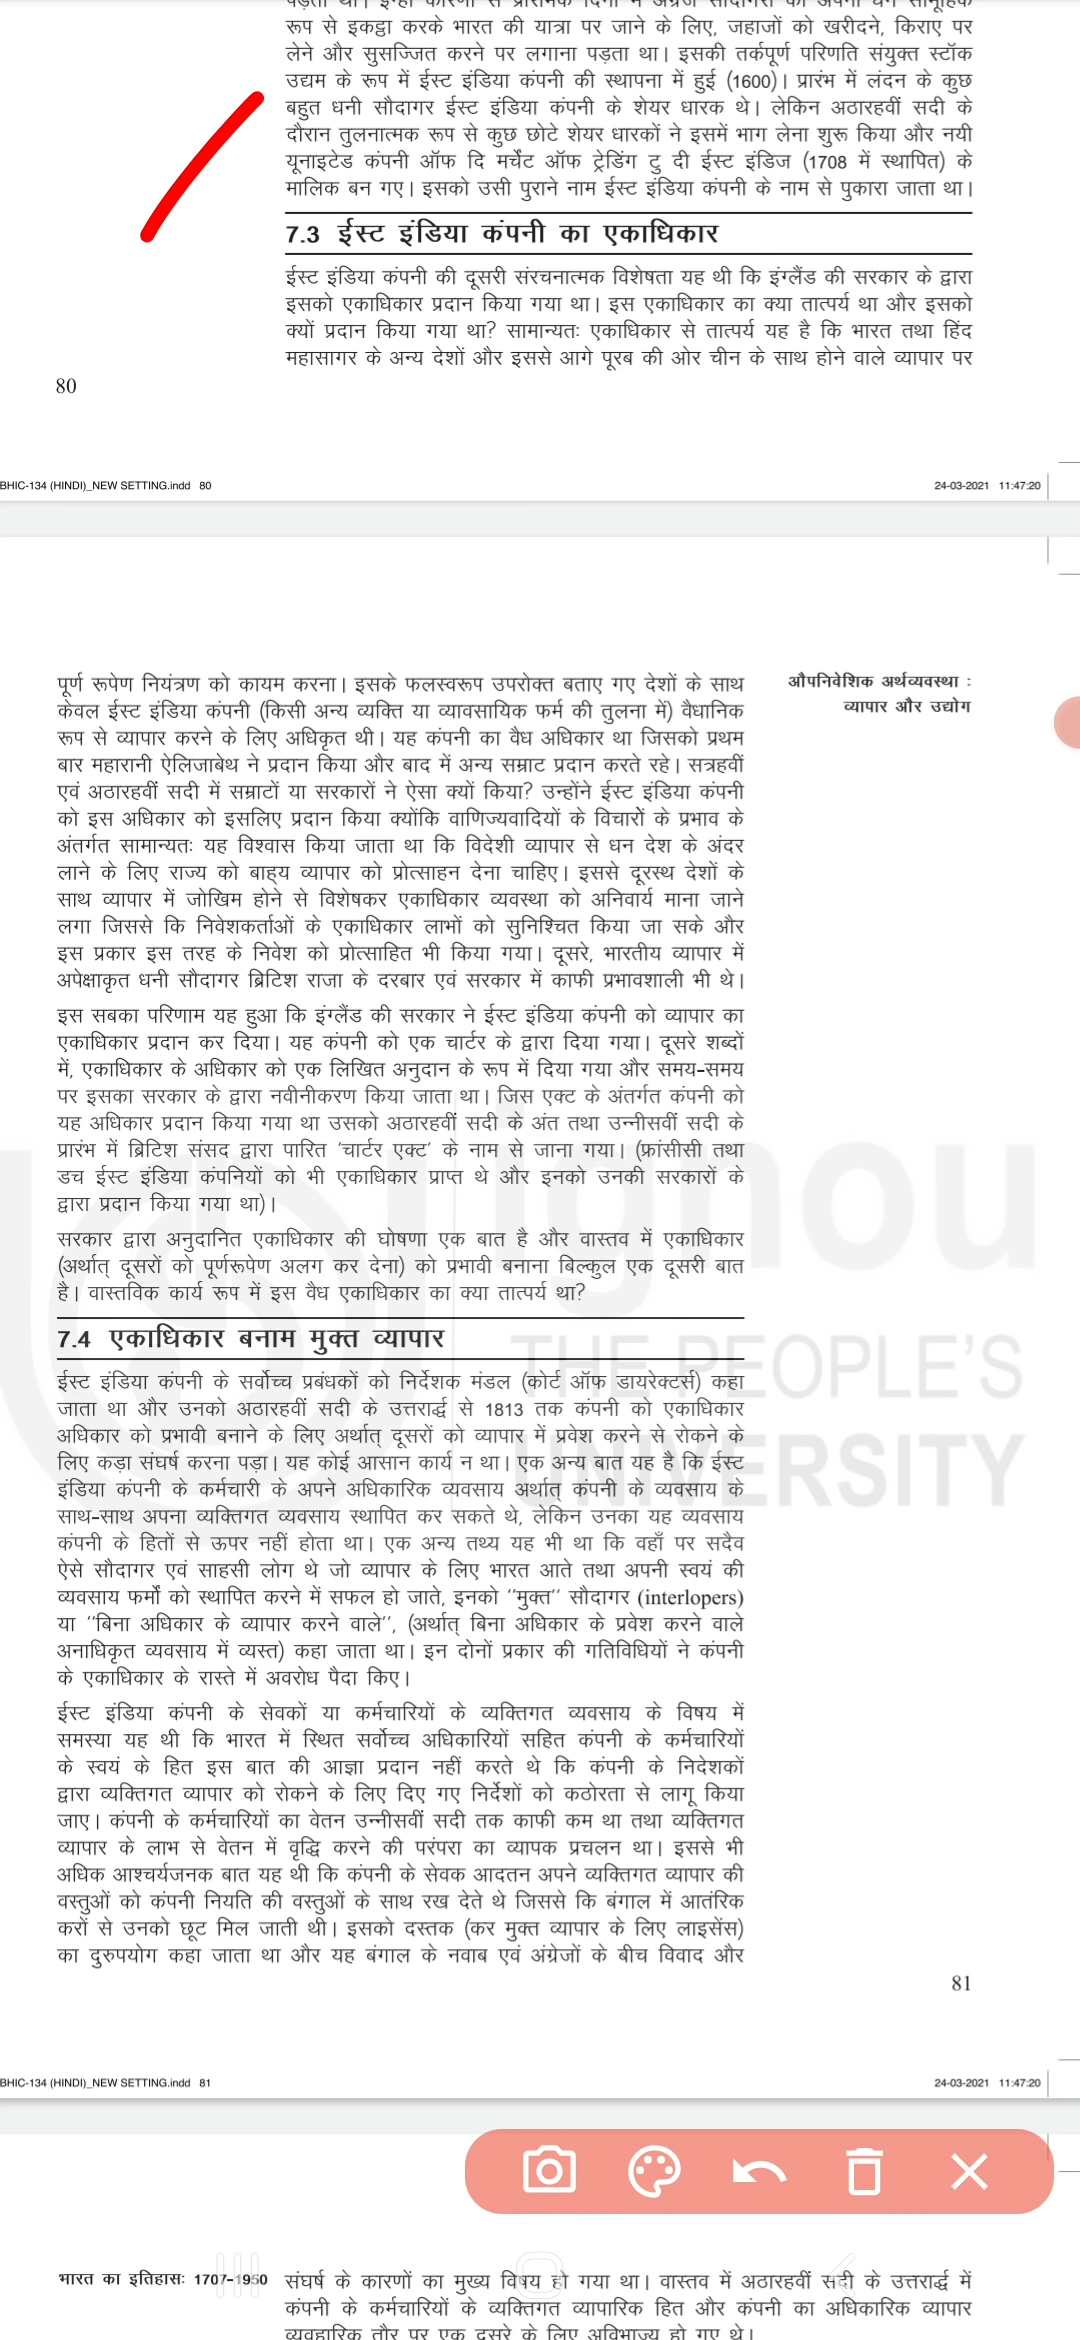 रूप से इकट्ठा करके भारत की यात्रा पर जाने के लिए, जहाजों को खरीदने, किराए पर
लेने और सुसज्जित करने पर लगाना पड़ता था। इसकी तर्कपूर्ण परिणति संयुक्त स्टॉक
उद्यम के रूप में ईस्ट इंडिया कंपनी की स्थापना में हुई (1600)। प्रारंभ में लंदन के कुछ
बहुत धनी सौदागर ईस्ट इंडिया कंपनी के शेयर धारक थे। लेकिन अठारहवीं सदी के
दौरान तुलनात्मक रूप से कुछ छोटे शेयर धारकों ने इसमें भाग लेना शुरू किया और नयी
यूनाइटेड कंपनी ऑफ दि मर्चेंट ऑफ ट्रेडिंग टु दी ईस्ट इंडिज (1708 में स्थापित) के
मालिक बन गए। इसको उसी पुराने नाम ईस्ट इंडिया कंपनी के नाम से पुकारा जाता था।
7.3 ईस्ट इंडिया कंपनी का एकाधिकार
ईस्ट इंडिया कंपनी की दूसरी संरचनात्मक विशेषता यह थी कि इंग्लैंड की सरकार के द्वारा
इसको एकाधिकार प्रदान किया गया था। इस एकाधिकार का क्या तात्पर्य था और इसको
क्यों प्रदान किया गया था? सामान्यतः एकाधिकार से तात्पर्य यह है कि भारत तथा हिंद
महासागर के अन्य देशों और इससे आगे पूरब की ओर चीन के साथ होने वाले व्यापार पर
80
BHIC-134 (HINDI)_NEW SETTING.indd 80
24-03-2021 11:47:20
पूर्ण रूपेण नियंत्रण को कायम करना। इसके फलस्वरूप उपरोक्त बताए गए देशों के साथ
केवल ईस्ट इंडिया कंपनी (किसी अन्य व्यक्ति या व्यावसायिक फर्म की तुलना में) वैधानिक
रूप से व्यापार करने के लिए अधिकृत थी। यह कंपनी का वैध अधिकार था जिसको प्रथम
बार महारानी ऐलिजाबेथ ने प्रदान किया और बाद में अन्य सम्राट प्रदान करते रहे। सत्रहवीं
एवं अठारहवीं सदी में सम्राटों या सरकारों ने ऐसा क्यों किया? उन्होंने ईस्ट इंडिया कंपनी
को इस अधिकार को इसलिए प्रदान किया क्योंकि वाणिज्यवादियों के विचारों के प्रभाव के
अंतर्गत सामान्यतः यह विश्वास किया जाता था कि विदेशी व्यापार से धन देश के अंदर
लाने के लिए राज्य को बाह्य व्यापार को प्रोत्साहन देना चाहिए। इससे दूरस्थ देशों के
साथ व्यापार में जोखिम होने से विशेषकर एकाधिकार व्यवस्था को अनिवार्य माना जाने
लगा जिससे कि निवेशकर्ताओं के एकाधिकार लाभों को सुनिश्चित किया जा सके और
इस प्रकार इस तरह के निवेश को प्रोत्साहित भी किया गया। दूसरे, भारतीय व्यापार में
अपेक्षाकृत धनी सौदागर ब्रिटिश राजा के दरबार एवं सरकार में काफी प्रभावशाली भी थे।
औपनिवेशिक अर्थव्यवस्था :
व्यापार और उद्योग
इस सबका परिणाम यह हुआ कि इंग्लैंड की सरकार ने ईस्ट इंडिया कंपनी को व्यापार का
एकाधिकार प्रदान कर दिया। यह कंपनी को एक चार्टर के द्वारा दिया गया। दूसरे शब्दों
में, एकाधिकार के अधिकार को एक लिखित अनुदान के रूप में दिया गया और समय-समय
पर इसका सरकार के द्वारा नवीनीकरण किया जाता था। जिस एक्ट के अंतर्गत कंपनी को
यह अधिकार प्रदान किया गया था उसको अठारहवीं सदी के अंत तथा उन्नीसवीं सदी के
प्रारंभ में ब्रिटिश संसद द्वारा पारित 'चार्टर एक्ट' के नाम से जाना गया। (फ्रांसीसी तथा
डच ईस्ट इंडिया कंपनियों को भी एकाधिकार प्राप्त थे और इनको उनकी सरकारों के
द्वारा प्रदान किया गया था)।
सरकार द्वारा अनुदानित एकाधिकार की घोषणा एक बात है और वास्तव में एकाधिकार
(अर्थात् दूसरों को पूर्णरूपेण अलग कर देना) को प्रभावी बनाना बिल्कुल एक दूसरी बात
है। वास्तविक कार्य रूप में इस वैध एकाधिकार का क्या तात्पर्य था?
ignou
THE PEOPLE'S
UNIVERSITY
7.4 एकाधिकार बनाम मुक्त व्यापार
ईस्ट इंडिया कंपनी के सर्वोच्च प्रबंधकों को निर्देशक मंडल (कोर्ट ऑफ डायरेक्टर्स) कहा
जाता था और उनको अठारहवीं सदी के उत्तरार्द्ध से 1813 तक कंपनी को एकाधिकार
अधिकार को प्रभावी बनाने के लिए अर्थात् दूसरों को व्यापार में प्रवेश करने से रोकने के
लिए कड़ा संघर्ष करना पड़ा। यह कोई आसान कार्य न था। एक अन्य बात यह है कि ईस्ट
इंडिया कंपनी के कर्मचारी के अपने अधिकारिक व्यवसाय अर्थात् कंपनी के व्यवसाय के
साथ-साथ अपना व्यक्तिगत व्यवसाय स्थापित कर सकते थे, लेकिन उनका यह व्यवसाय
कंपनी के हितों से ऊपर नहीं होता था। एक अन्य तथ्य यह भी था कि वहाँ पर सदैव
ऐसे सौदागर एवं साहसी लोग थे जो व्यापार के लिए भारत आते तथा अपनी स्वयं की
व्यवसाय फर्मों को स्थापित करने में सफल हो जाते, इनको ''मुक्त'' सौदागर (interlopers)
या ''बिना अधिकार के व्यापार करने वाले'', (अर्थात् बिना अधिकार के प्रवेश करने वाले
अनाधिकृत व्यवसाय में व्यस्त) कहा जाता था। इन दोनों प्रकार की गतिविधियों ने कंपनी
के एकाधिकार के रास्ते में अवरोध पैदा किए।
ईस्ट इंडिया कंपनी के सेवकों या कर्मचारियों के व्यक्तिगत व्यवसाय के विषय में
समस्या यह थी कि भारत में स्थित सर्वोच्च अधिकारियों सहित कंपनी के कर्मचारियों
के स्वयं के हित इस बात की आज्ञा प्रदान नहीं करते थे कि कंपनी के निदेशकों
द्वारा व्यक्तिगत व्यापार को रोकने के लिए दिए गए निर्देशों को कठोरता से लागू किया
जाए। कंपनी के कर्मचारियों का वेतन उन्नीसवीं सदी तक काफी कम था तथा व्यक्तिगत
व्यापार के लाभ से वेतन में वृद्धि करने की परंपरा का व्यापक प्रचलन था। इससे भी
अधिक आश्चर्यजनक बात यह थी कि कंपनी के सेवक आदतन अपने व्यक्तिगत व्यापार की
वस्तुओं को कंपनी नियति की वस्तुओं के साथ रख देते थे जिससे कि बंगाल में आतंरिक
करों से उनको छूट मिल जाती थी। इसको दस्तक (कर मुक्त व्यापार के लिए लाइसेंस)
का दुरुपयोग कहा जाता था और यह बंगाल के नवाब एवं अंग्रेजों के बीच विवाद और
81
BHIC-134 (HINDI)_NEW SETTING.indd 81
24-03-2021 11:47:20
भारत का इतिहास: 1707-1950
संघर्ष के कारणों का मुख्य विषय हो गया था। वास्तव में अठारहवीं सदी के उत्तरार्द्ध में
कंपनी के कर्मचारियों के व्यक्तिगत व्यापारिक हित और कंपनी का अधिकारिक व्यापार
व्यवहारिक तौर पर एक दूसरे के लिए अविभाज्य हो गए थे।